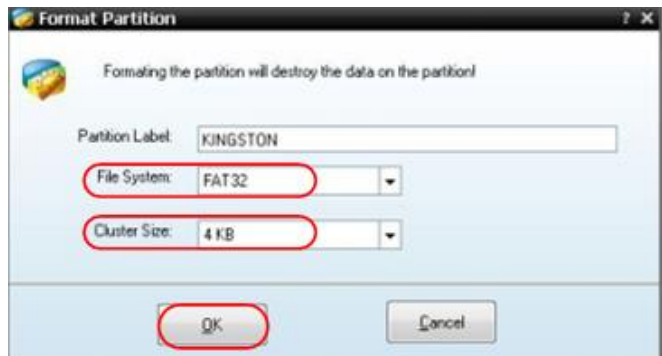 Format Partition ? ×
Formating the partition will destroy the data on the partition!
Partition Label: KINGSTON
File System: FAT32
Cluster Size: 4 KB
OK Cancel